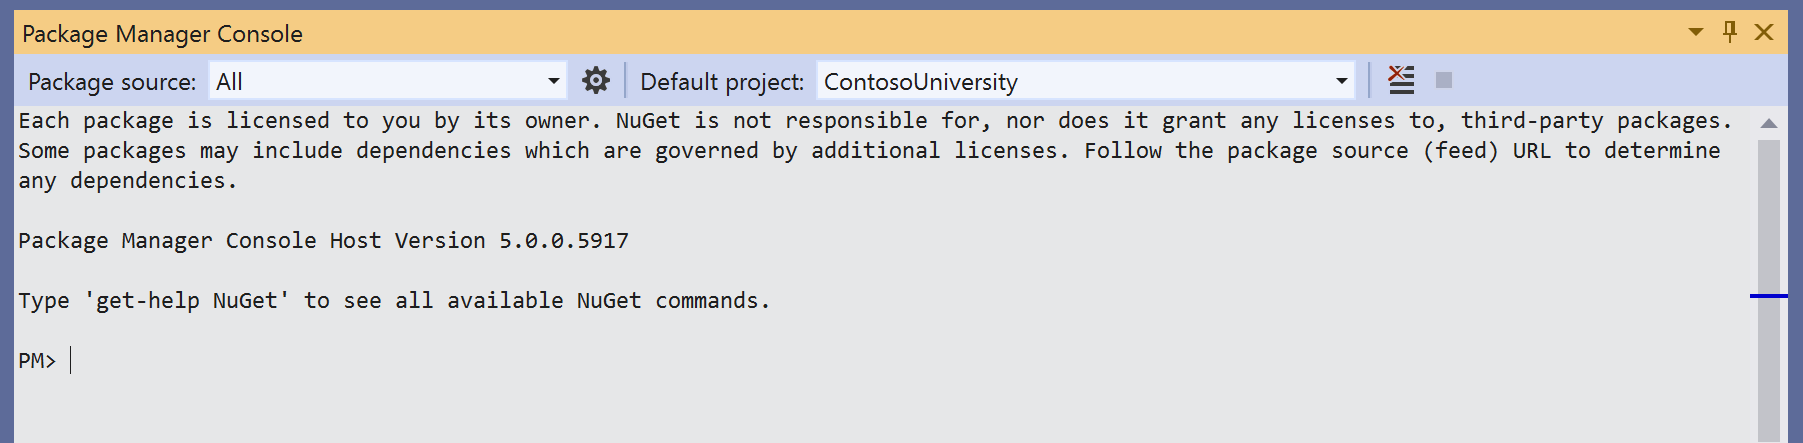 Package Manager Console
Package source: All Default project: ContosoUniversity
Each package is licensed to you by its owner. NuGet is not responsible for, nor does it grant any licenses to, third-party packages.
Some packages may include dependencies which are governed by additional licenses. Follow the package source (feed) URL to determine
any dependencies.
Package Manager Console Host Version 5.0.0.5917
Type 'get-help NuGet' to see all available NuGet commands.
PM>